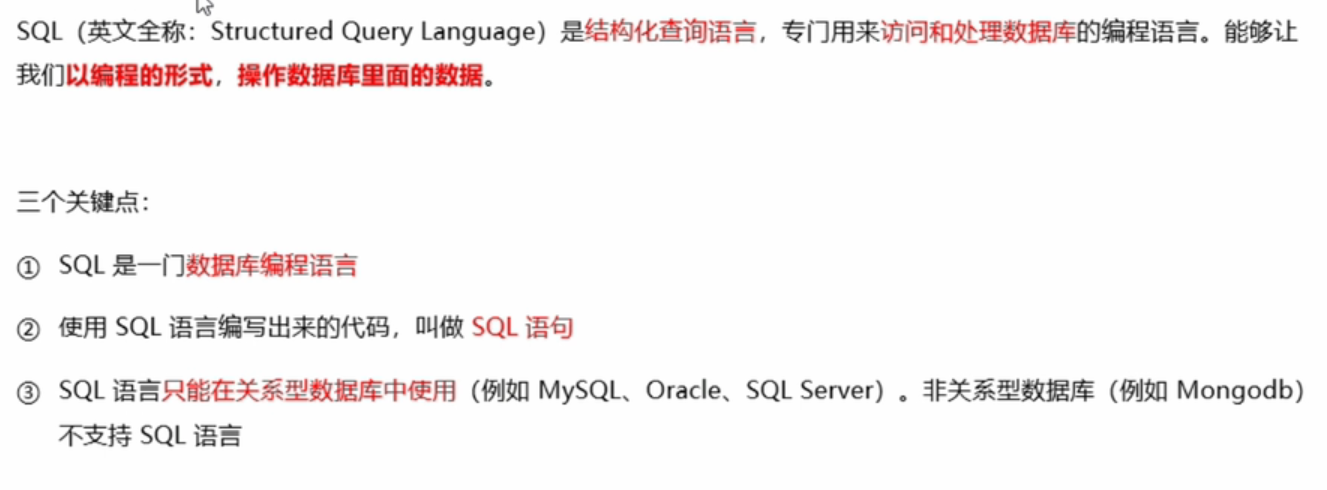 SQL（英文全称：Structured Query Language）是结构化查询语言，专门用来访问和处理数据库的编程语言。能够让
我们以编程的形式，操作数据库里面的数据。
三个关键点：
① SQL 是一门数据库编程语言
② 使用 SQL 语言编写出来的代码，叫做 SQL 语句
③ SQL 语言只能在关系型数据库中使用（例如 MySQL、Oracle、SQL Server）。非关系型数据库（例如 Mongodb）
不支持 SQL 语言